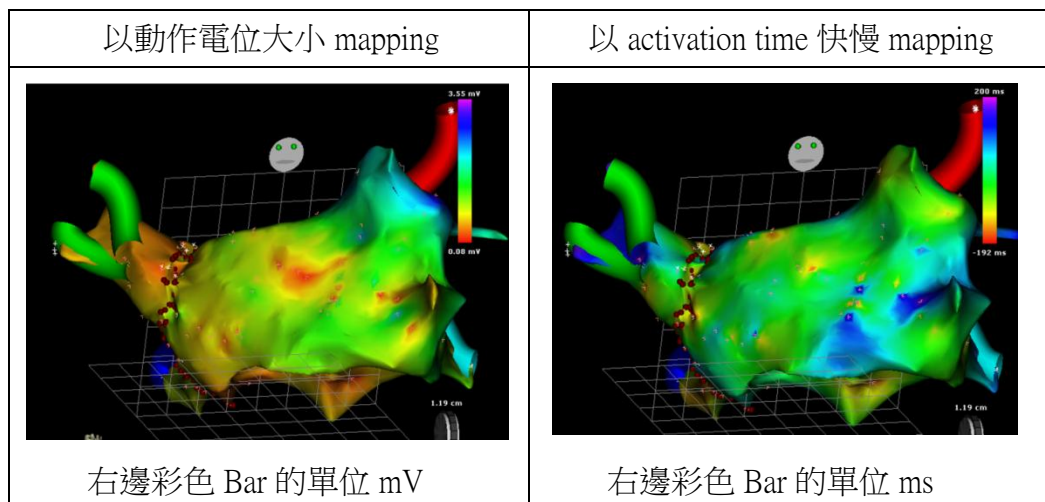 以動作電位大小 mapping
以 activation time 快慢 mapping
3.55 mV
0.08 mV
1.19 cm
200 ms
-192 ms
1.19 cm
右邊彩色 Bar 的單位 mV
右邊彩色 Bar 的單位 ms